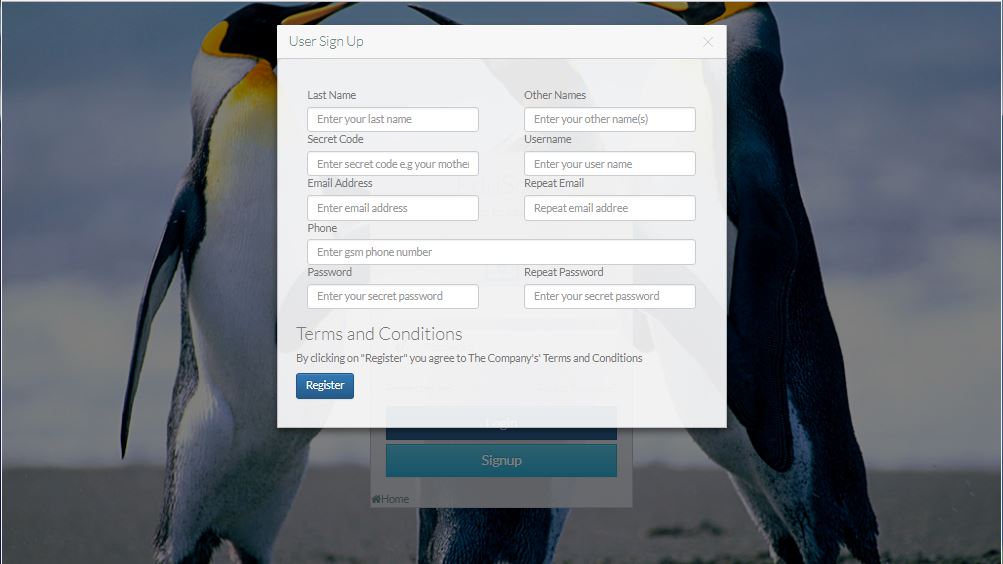 User Sign Up
Last Name Other Names
Enter your last name Enter your other name(s)
Secret Code Username
Enter secret code e.g your mother Enter your user name
Email Address Repeat Email
Enter email address Repeat email addree
Phone
Enter gsm phone number
Password Repeat Password
Enter your secret password Enter your secret password
Terms and Conditions
By clicking on "Register" you agree to The Company's' Terms and Conditions
Register
Login
Signup
Home